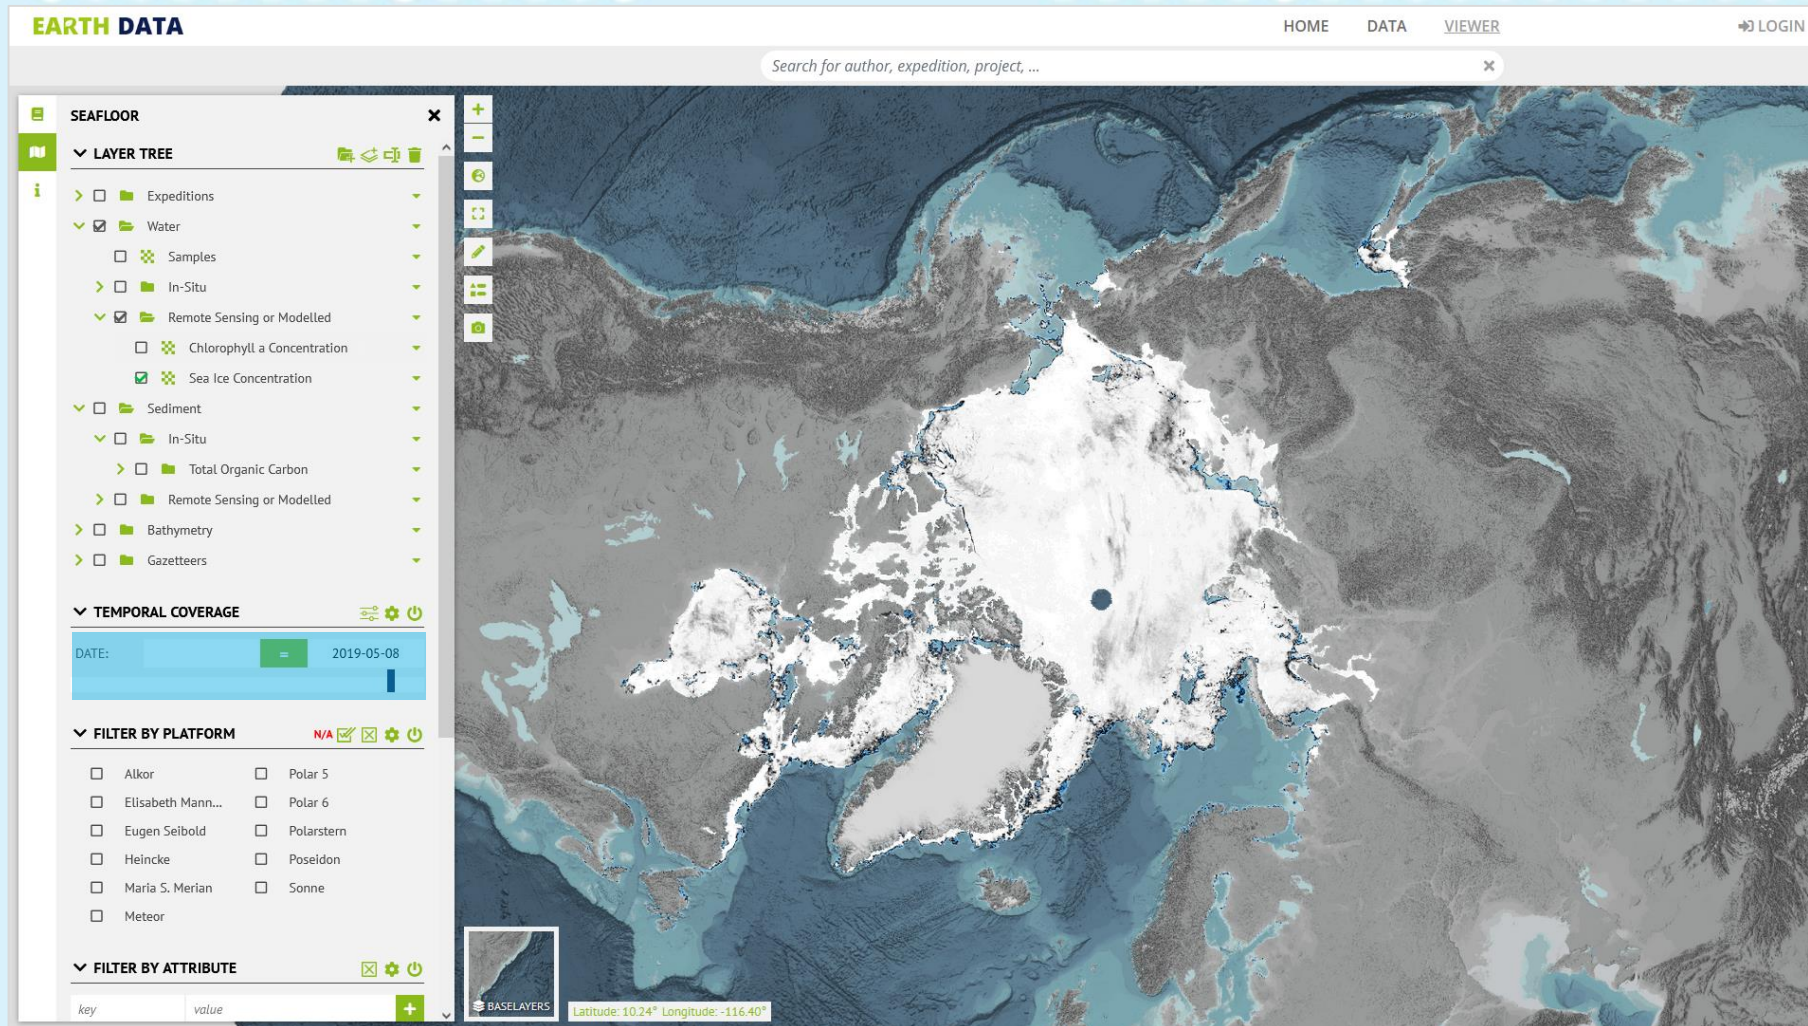 EARTH DATA
HOME DATA VIEWER LOGIN
Search for author, expedition, project, ...
SEAFLOOR
LAYER TREE
Expeditions
Water
Samples
In-Situ
Remote Sensing or Modelled
Chlorophyll a Concentration
Sea Ice Concentration
Sediment
In-Situ
Total Organic Carbon
Remote Sensing or Modelled
Bathymetry
Gazetteers
TEMPORAL COVERAGE
DATE: = 2019-05-08
FILTER BY PLATFORM N/A
Alkor Polar 5
Elisabeth Mann... Polar 6
Eugen Seibold Polarstern
Heincke Poseidon
Maria S. Merian Sonne
Meteor
FILTER BY ATTRIBUTE
key value
BASELAYERS
Latitude: 10.24° Longitude: -116.40°